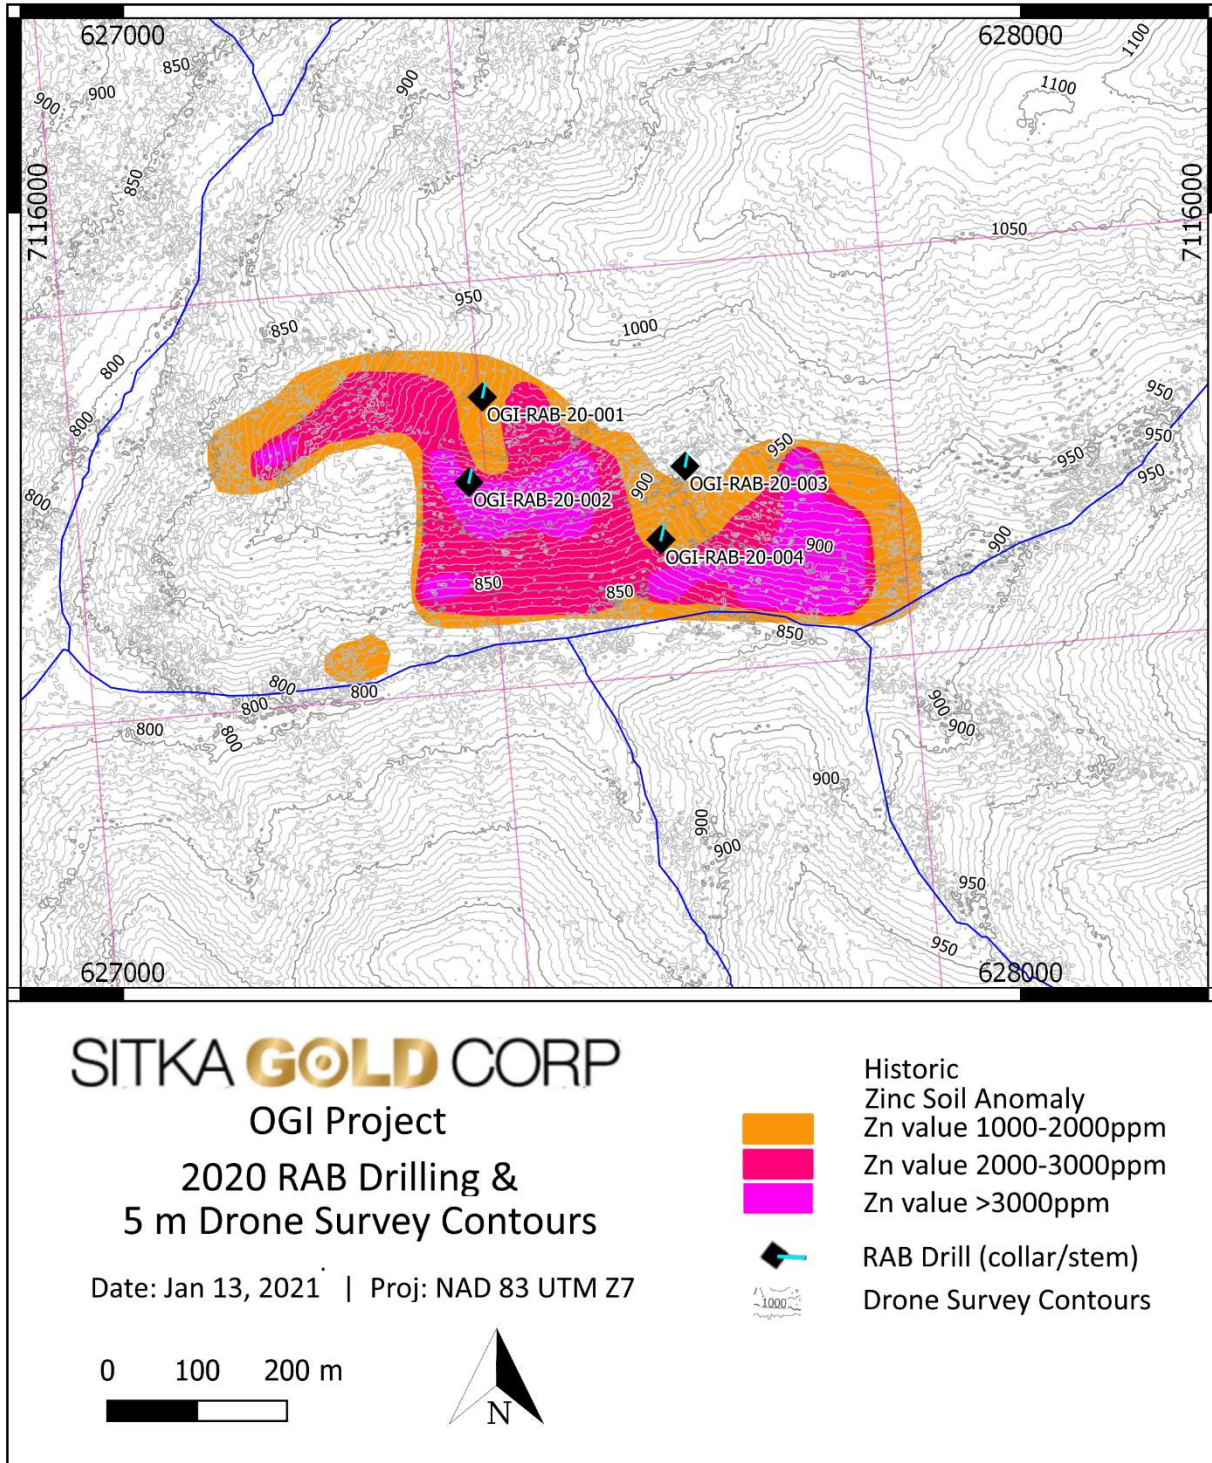 627000
628000
1100
850
900
900
900
1100
850
7116000
7116000
1050
950
850
1000
800
800
950
950
950
950
950
OGI-RAB-20-001
900
OGI-RAB-20-003
800
OGI-RAB-20-002
900
900
OGI-RAB-20-004
850
850
850
800
800
800
800
800
900
900
900
900
900
950
950
627000
628000
SITKA GOLD CORP
OGI Project
2020 RAB Drilling &
5 m Drone Survey Contours
Date: Jan 13, 2021 | Proj: NAD 83 UTM Z7
0 100 200 m
N
Historic
Zinc Soil Anomaly
Zn value 1000-2000ppm
Zn value 2000-3000ppm
Zn value >3000ppm
RAB Drill (collar/stem)
1000
Drone Survey Contours